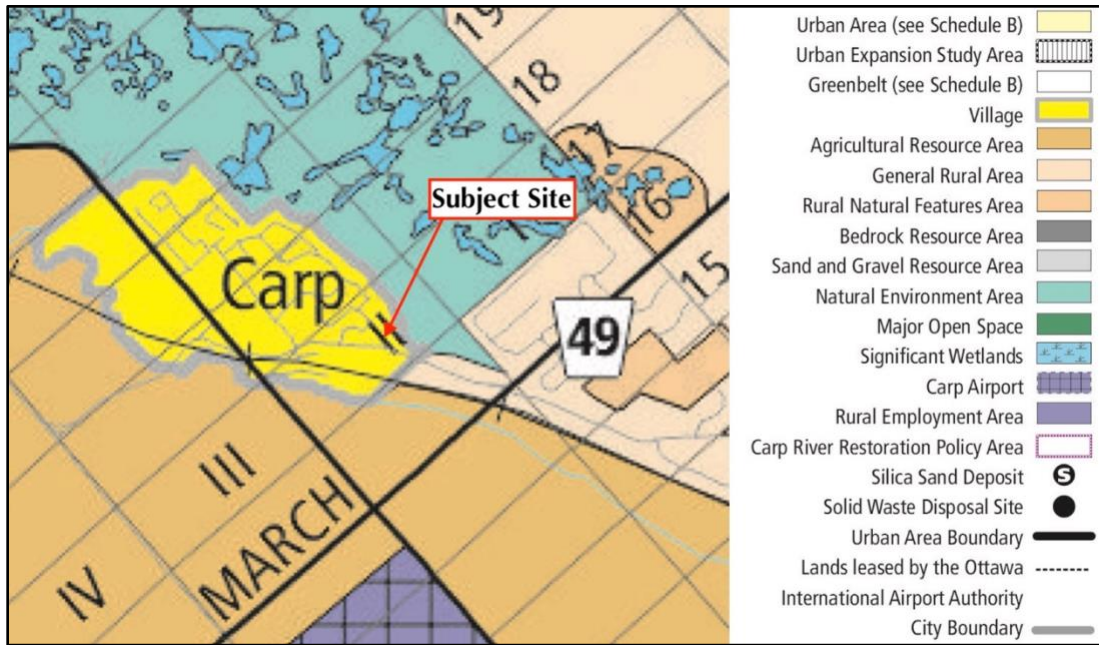 19
18
17
16
15
Subject Site
Carp
II
49
III
MARCH
IV
Urban Area (see Schedule B)
Urban Expansion Study Area
Greenbelt (see Schedule B)
Village
Agricultural Resource Area
General Rural Area
Rural Natural Features Area
Bedrock Resource Area
Sand and Gravel Resource Area
Natural Environment Area
Major Open Space
Significant Wetlands
Carp Airport
Rural Employment Area
Carp River Restoration Policy Area
Silica Sand Deposit
S
Solid Waste Disposal Site
Urban Area Boundary
Lands leased by the Ottawa
International Airport Authority
City Boundary